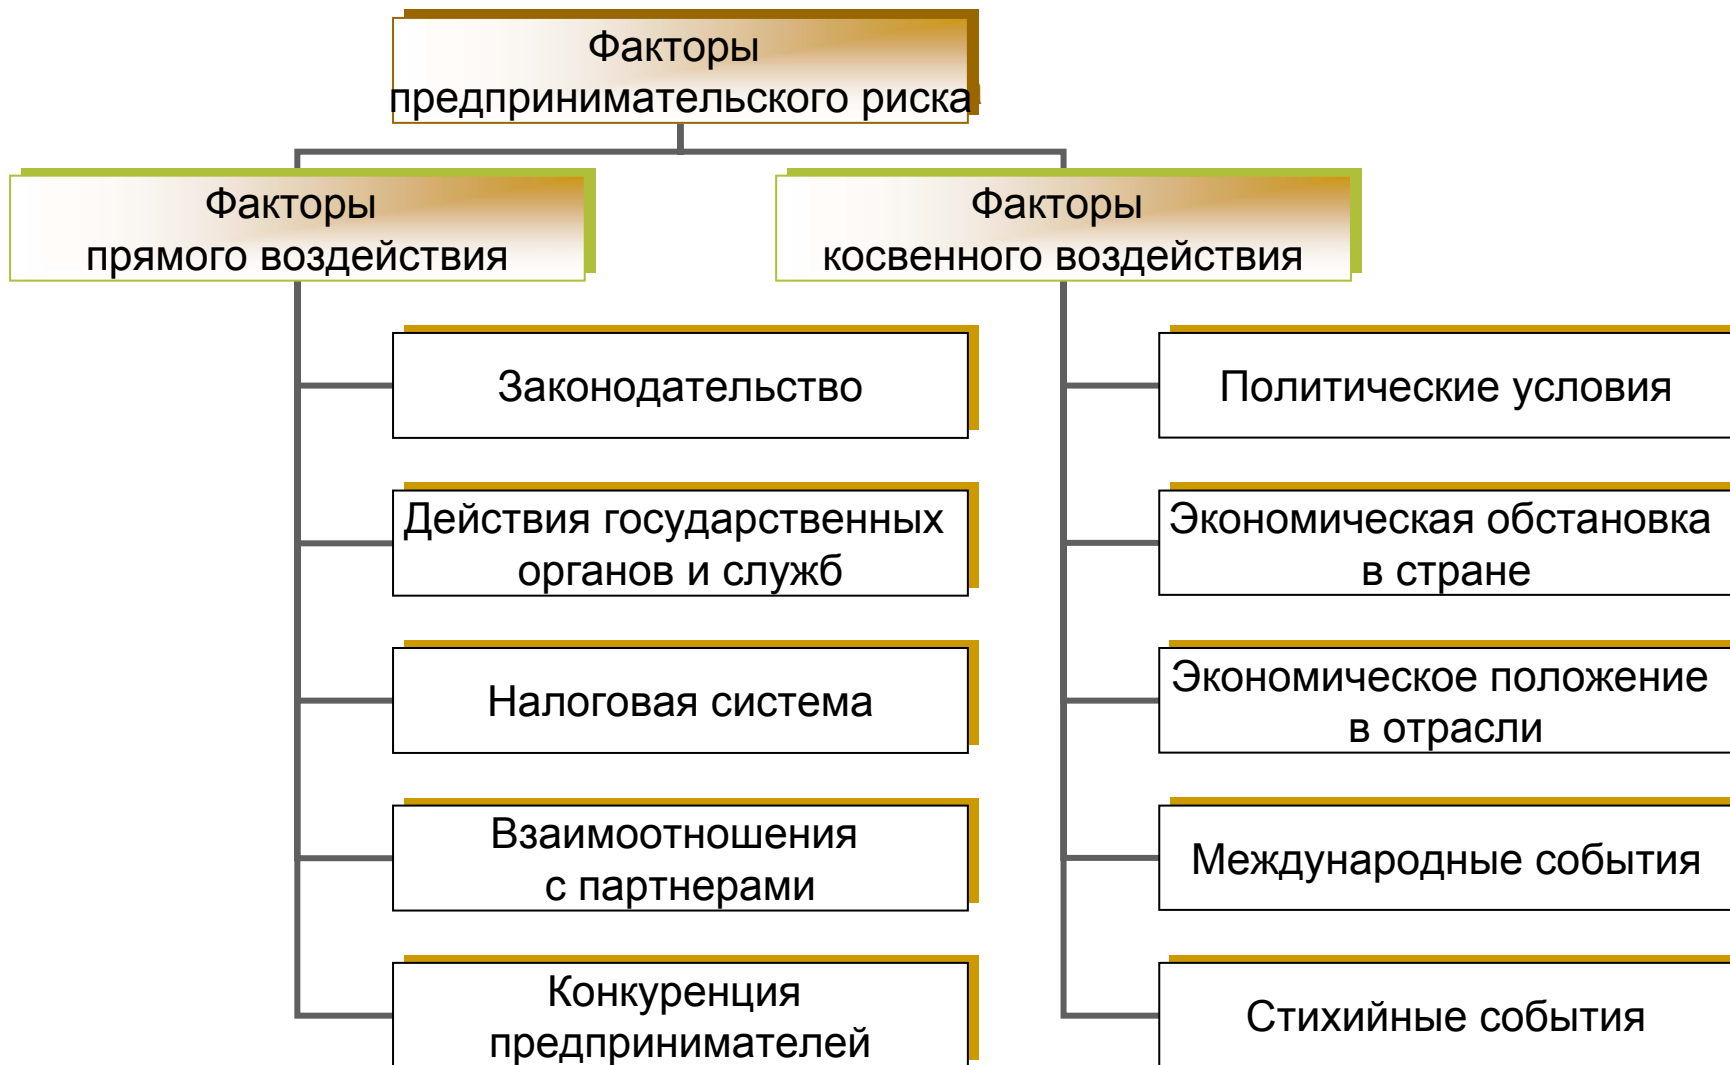 Факторы
предпринимательского риска
Факторы
прямого воздействия
Факторы
косвенного воздействия
Законодательство
Действия государственных
органов и служб
Налоговая система
Взаимоотношения
с партнерами
Конкуренция
предпринимателей
Политические условия
Экономическая обстановка
в стране
Экономическое положение
в отрасли
Международные события
Стихийные события